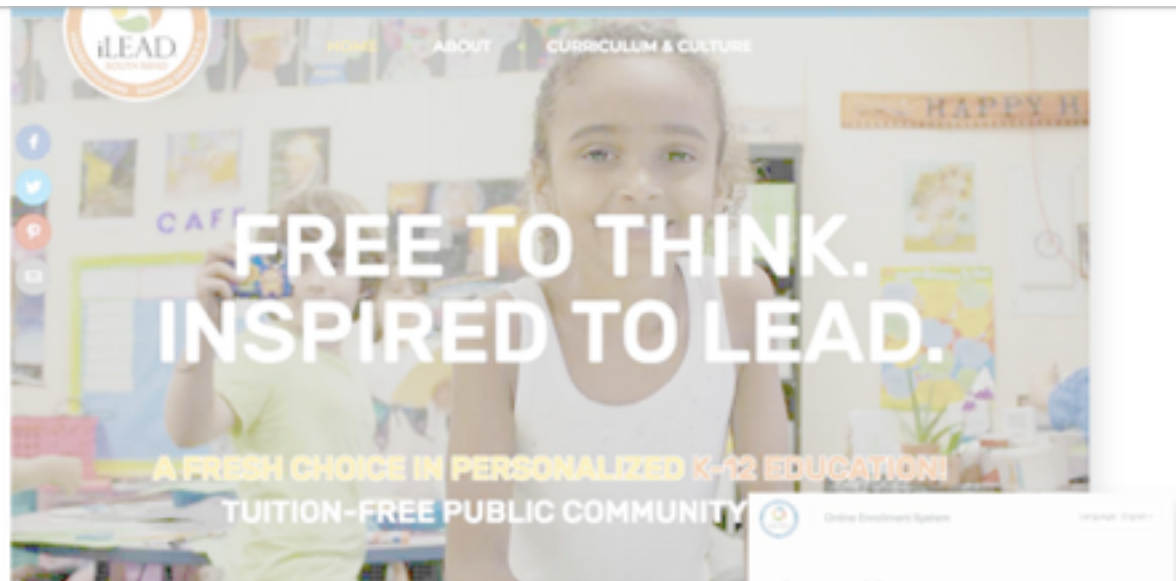 iLEAD
SOUTH BEND
HOME ABOUT CURRICULUM & CULTURE
HAPPY H
CAFE
FREE TO THINK.
INSPIRED TO LEAD.
A FRESH CHOICE IN PERSONALIZED K-12 EDUCATION!
TUITION-FREE PUBLIC COMMUNITY
Online Enrollment System